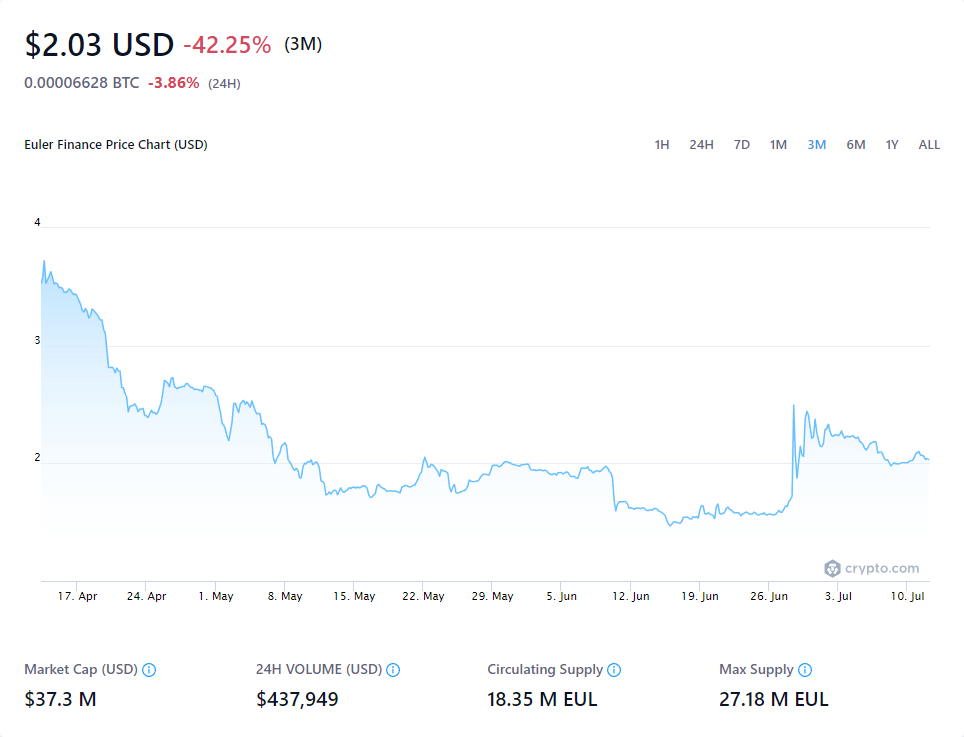 $2.03 USD -42.25% (3M)
0.00006628 BTC -3.86% (24H)
Euler Finance Price Chart (USD) 1H 24H 7D 1M 3M 6M 1Y ALL
4
3
2
crypto.com
17. Apr 24. Apr 1. May 8. May 15. May 22. May 29. May 5. Jun 12. Jun 19. Jun 26. Jun 3. Jul 10. Jul
Market Cap (USD) 24H VOLUME (USD) Circulating Supply Max Supply
$37.3 M $437,949 18.35 M EUL 27.18 M EUL